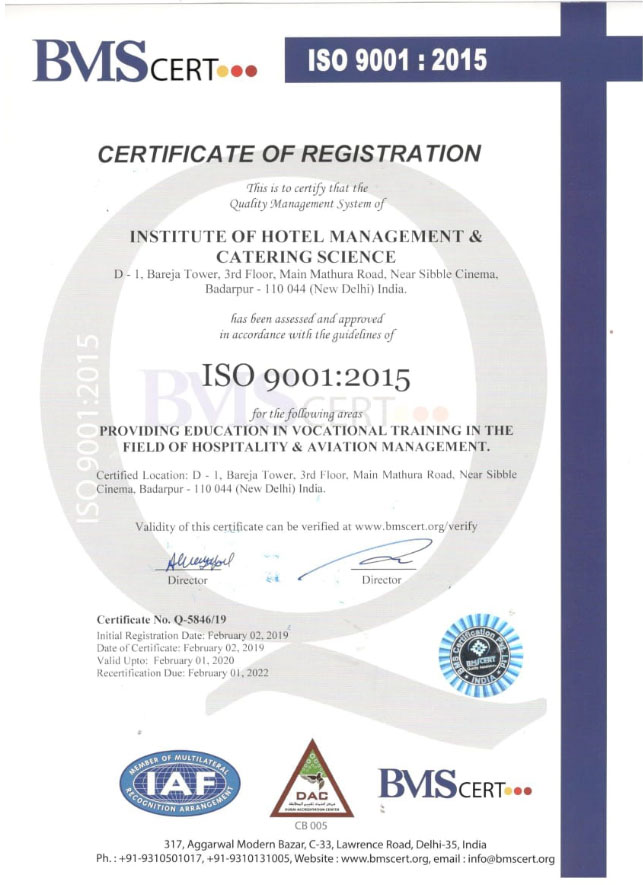 BMSCERT
ISO 9001 : 2015
CERTIFICATE OF REGISTRATION
This is to certify that the
Quality Management System of
INSTITUTE OF HOTEL MANAGEMENT &
CATERING SCIENCE
D - 1, Bareja Tower, 3rd Floor, Main Mathura Road, Near Sibble Cinema,
Badarpur - 110 044 (New Delhi) India.
has been assessed and approved
in accordance with the guidelines of
ISO 9001:2015
BMSCERT
ISO 9001:2015
for the following areas
PROVIDING EDUCATION IN VOCATIONAL TRAINING IN THE
FIELD OF HOSPITALITY & AVIATION MANAGEMENT.
Certified Location: D - 1, Bareja Tower, 3rd Floor, Main Mathura Road, Near Sibble
Cinema, Badarpur - 110 044 (New Delhi) India.
Validity of this certificate can be verified at www.bmscert.org/verify
Director
Director
Certificate No. Q-5846/19
Initial Registration Date: February 02, 2019
Date of Certificate: February 02, 2019
Valid Upto: February 01, 2020
Recertification Due: February 01, 2022
BMS Certification Pvt. Ltd.
BMSCERT
INDIA
MEMBER OF MULTILATERAL
IAF
RECOGNITION ARRANGEMENT
DAC
DUBAI ACCREDITATION CENTER
CB 005
BMSCERT
317, Aggarwal Modern Bazar, C-33, Lawrence Road, Delhi-35, India
Ph. : +91-9310501017, +91-9310131005, Website : www.bmscert.org, email : info@bmscert.org